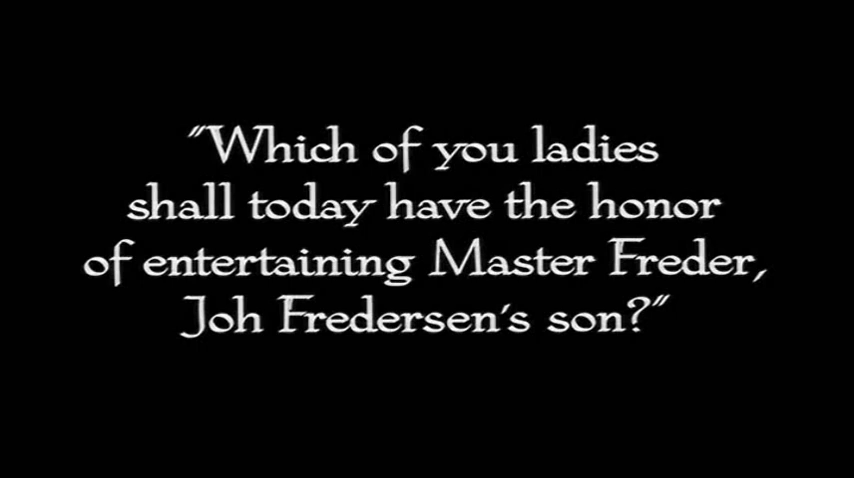 "Which of you ladies
shall today have the honor
of entertaining Master Freder,
Joh Fredersen's son?"